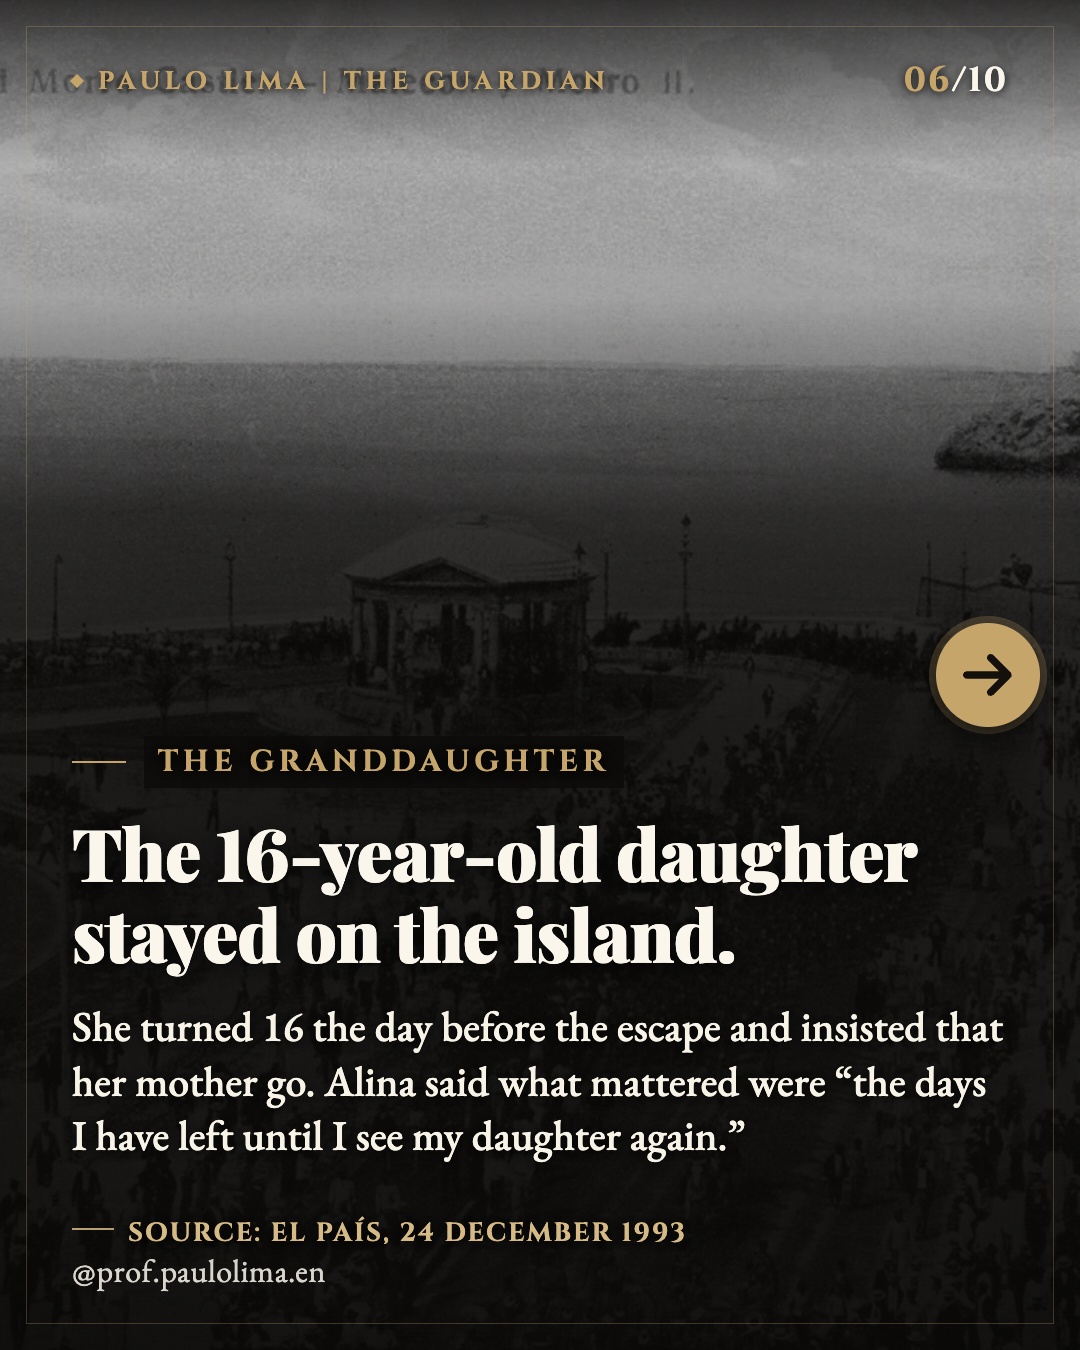 PAULO LIMA | THE GUARDIAN
06/10
THE GRANDDAUGHTER
The 16-year-old daughter
stayed on the island.
She turned 16 the day before the escape and insisted that
her mother go. Alina said what mattered were “the days
I have left until I see my daughter again.”
SOURCE: EL PAÍS, 24 DECEMBER 1993
@prof.paulolima.en